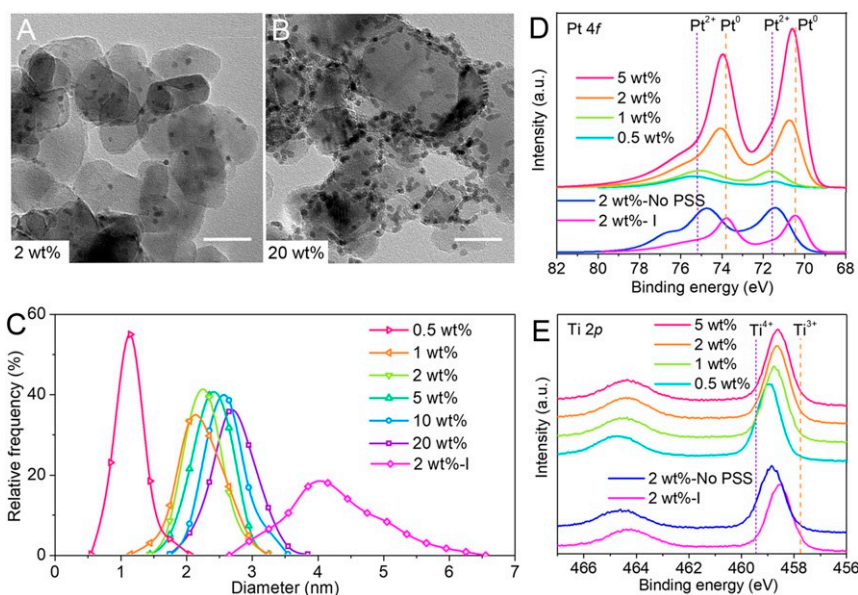 A
2 wt%
B
20 wt%
C
Relative frequency (%)
60
40
20
0
0.5 wt%
1 wt%
2 wt%
5 wt%
10 wt%
20 wt%
2 wt%-I
0 1 2 3 4 5 6 7
Diameter (nm)
D
Pt 4f
Pt2+ Pt0 Pt2+ Pt0
5 wt%
2 wt%
1 wt%
0.5 wt%
2 wt%-No PSS
2 wt%- I
Intensity (a.u.)
82 80 78 76 74 72 70 68
Binding energy (eV)
E
Ti 2p
Ti4+ Ti3+
5 wt%
2 wt%
1 wt%
0.5 wt%
2 wt%-No PSS
2 wt%-I
Intensity (a.u.)
466 464 462 460 458 456
Binding energy (eV)